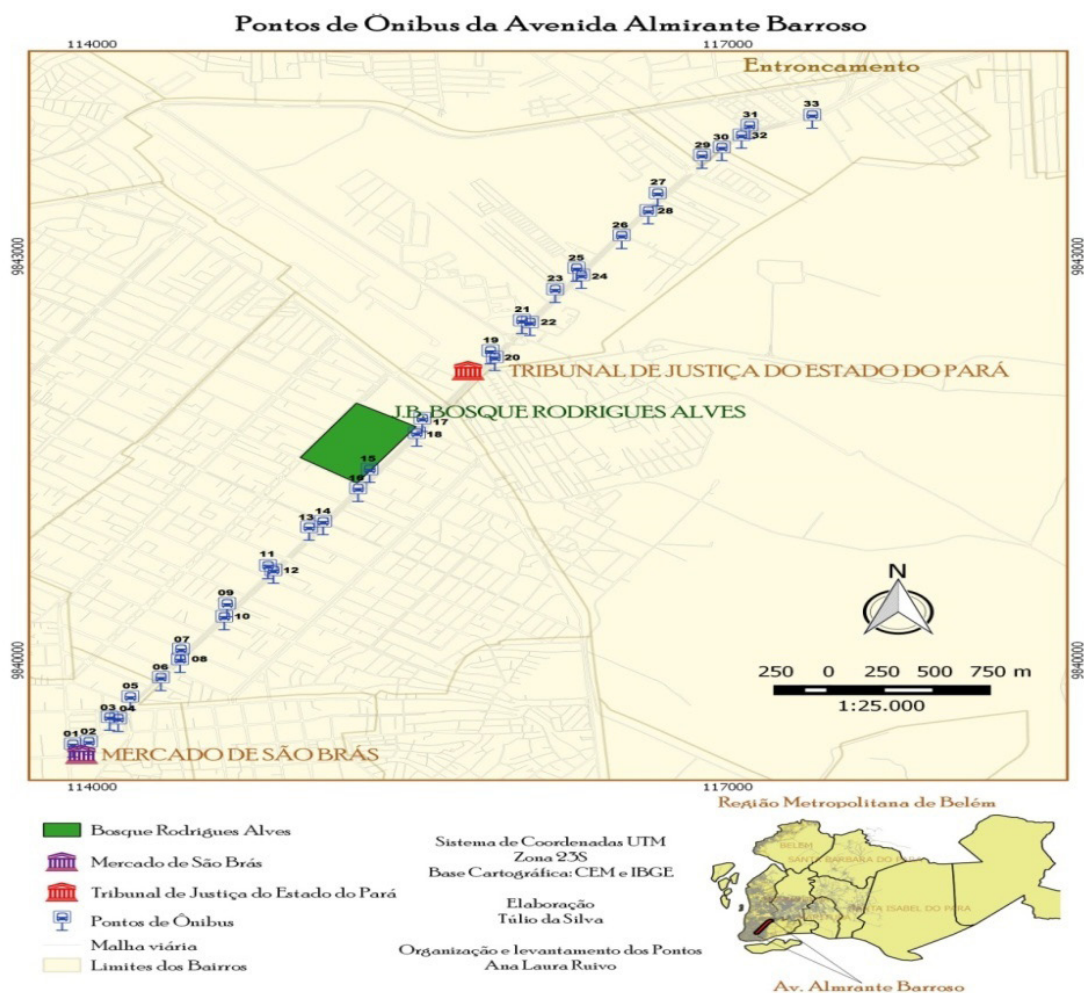 Pontos de Ônibus da Avenida Almirante Barroso
114000
117000
Entroncamento
33
31
30
32
29
27
28
26
9843000
9843000
25
24
23
21
22
19
20
TRIBUNAL DE JUSTIÇA DO ESTADO DO PARÁ
J.B. BOSQUE RODRIGUES ALVES
17
18
15
16
14
13
11
12
N
09
10
07
08
9840000
9840000
06
250 0 250 500 750 m
05
1:25.000
03
04
01
02
MERCADO DE SÃO BRÁS
114000
117000
Bosque Rodrigues Alves
Mercado de São Brás
Tribunal de Justiça do Estado do Pará
Pontos de Ônibus
Malha viária
Limites dos Bairros
Sistema de Coordenadas UTM
Zona 23S
Base Cartográfica: CEM e IBGE
Elaboração
Túlio da Silva
Organização e levantamento dos Pontos
Ana Laura Ruivo
Região Metropolitana de Belém
BELÉM
SANTA BARBARA DO PARÁ
SANTA ISABEL DO PARÁ
Av. Almrante Barroso